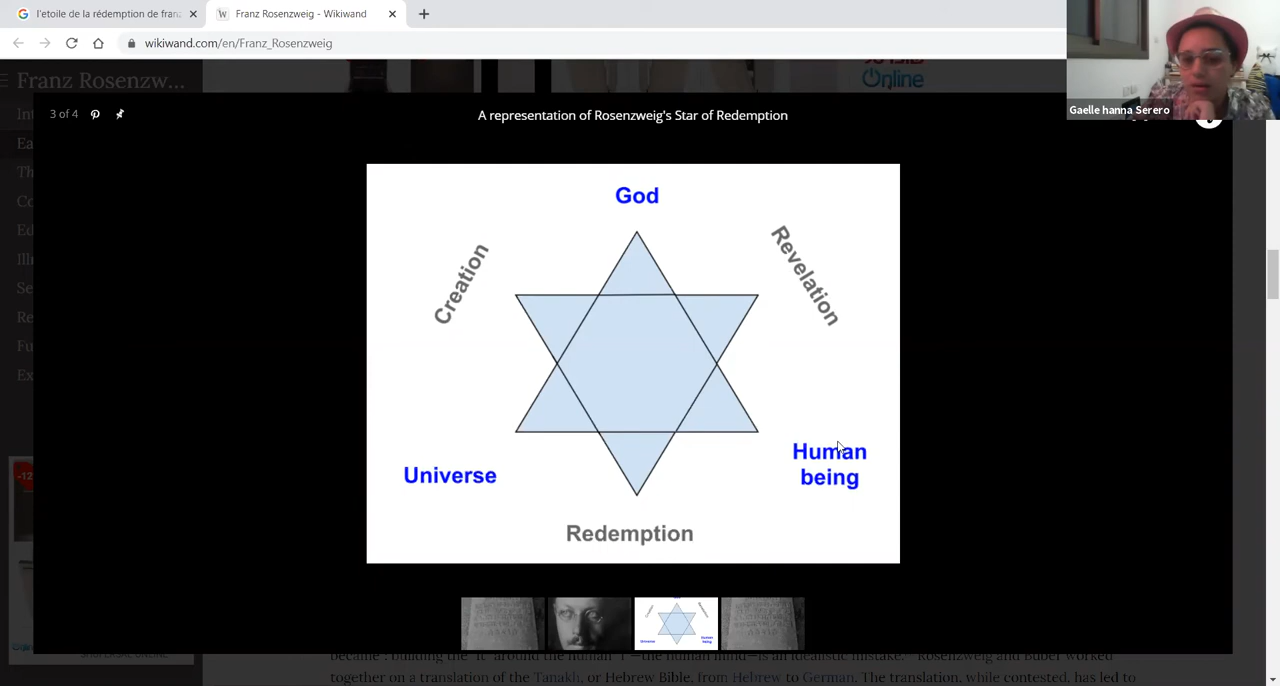 l'etoile de la rédemption de fran
Franz Rosenzweig - Wikiwand
wikiwand.com/en/Franz_Rosenzweig
Franz Rosenzw...
Online
Gaelle hanna Serero
3 of 4
A representation of Rosenzweig's Star of Redemption
God
Creation
Revelation
Universe
Human
being
Redemption
-12
together on a translation of the Tanakh, or Hebrew Bible, from Hebrew to German. The translation, while contested, has led to